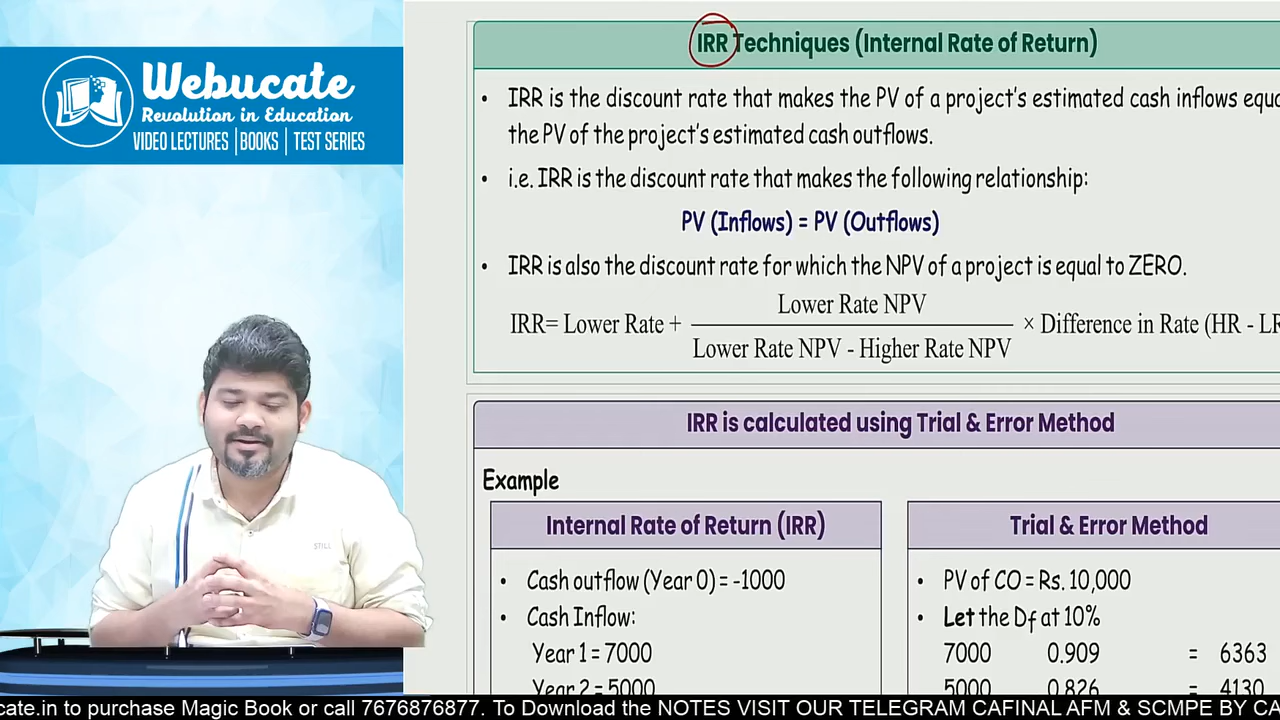 Webucate
Revolution in Education
VIDEO LECTURES | BOOKS | TEST SERIES
IRR Techniques (Internal Rate of Return)
• IRR is the discount rate that makes the PV of a project's estimated cash inflows equa
the PV of the project's estimated cash outflows.
• i.e. IRR is the discount rate that makes the following relationship:
PV (Inflows) = PV (Outflows)
• IRR is also the discount rate for which the NPV of a project is equal to ZERO.
Lower Rate NPV
IRR= Lower Rate + × Difference in Rate (HR - LR
Lower Rate NPV - Higher Rate NPV
IRR is calculated using Trial & Error Method
Example
Internal Rate of Return (IRR)
• Cash outflow (Year 0) = -1000
• Cash Inflow:
Year 1 = 7000
Year 2 = 5000
Trial & Error Method
• PV of CO = Rs. 10,000
• Let the Df at 10%
7000 0.909 = 6363
5000 0.826 = 4130
STILL
cate.in to purchase Magic Book or call 7676876877. To Download the NOTES VISIT OUR TELEGRAM CAFINAL AFM & SCMPE BY CA